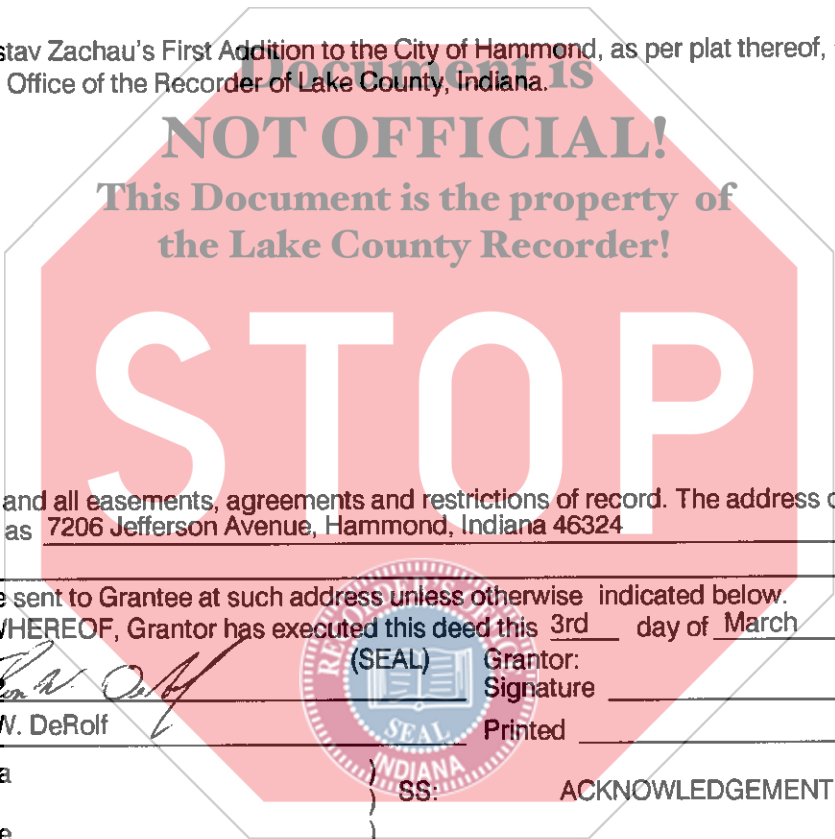 stav Zachau's First Addition to the City of Hammond, as per plat thereof,
Document is
Office of the Recorder of Lake County, Indiana.
NOT OFFICIAL!
This Document is the property of
the Lake County Recorder!
STOP
and all easements, agreements and restrictions of record. The address o
as 7206 Jefferson Avenue, Hammond, Indiana 46324
e sent to Grantee at such address unless otherwise indicated below.
WHEREOF, Grantor has executed this deed this 3rd day of March
(SEAL) Grantor:
Signature
W. DeRolf Printed
SEAL
INDIANA
a
SS: ACKNOWLEDGEMENT
e